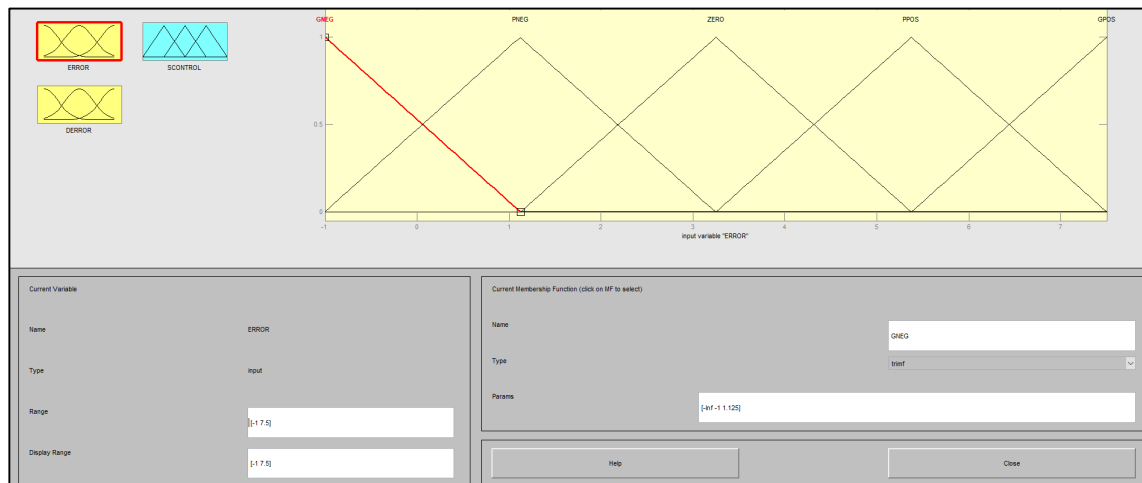 GNEG PNEG ZERO PPOS GPOS
ERROR SCONTROL
DERROR
1
0.5
0
-1 0 1 2 3 4 5 6 7
input variable "ERROR"
Current Variable
Name ERROR
Type input
Range [-1 7.5]
Display Range [-1 7.5]
Current Membership Function (click on MF to select)
Name GNEG
Type trimf
Params [-Inf -1 1.125]
Help Close